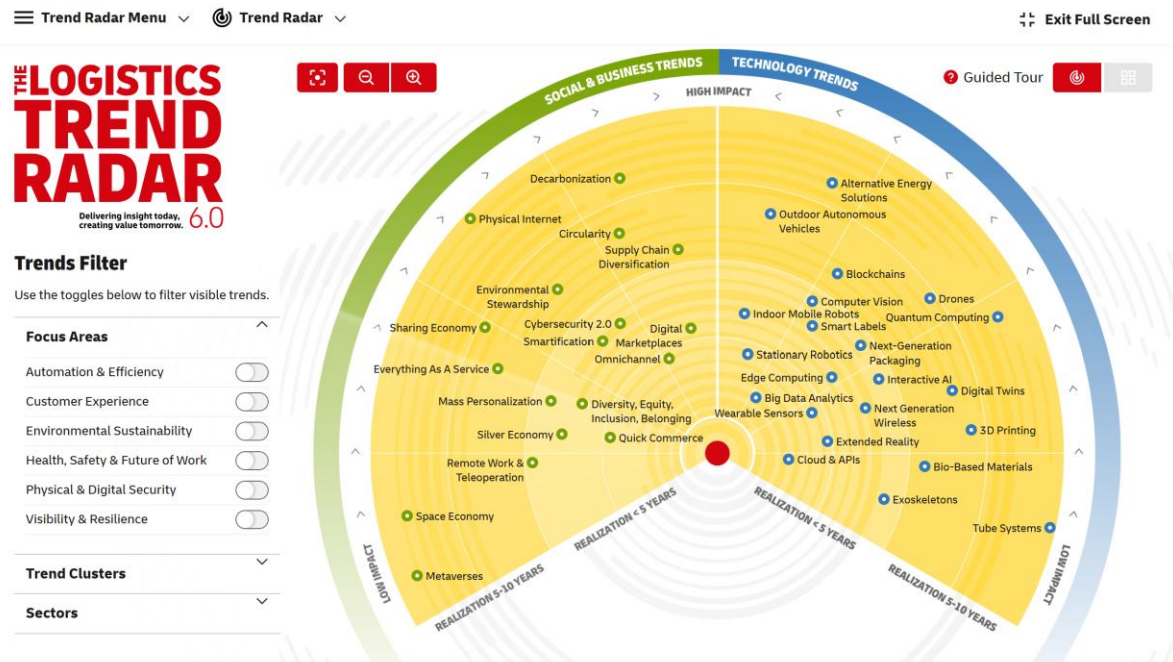 Trend Radar Menu
Trend Radar
Exit Full Screen
THE LOGISTICS
TREND
RADAR
Delivering insight today,
creating value tomorrow. 6.0
Trends Filter
Use the toggles below to filter visible trends.
Focus Areas
Automation & Efficiency
Customer Experience
Environmental Sustainability
Health, Safety & Future of Work
Physical & Digital Security
Visibility & Resilience
Trend Clusters
Sectors
Guided Tour
SOCIAL & BUSINESS TRENDS
TECHNOLOGY TRENDS
HIGH IMPACT
Decarbonization
Physical Internet
Circularity
Supply Chain
Diversification
Environmental
Stewardship
Sharing Economy
Cybersecurity 2.0
Smartification
Digital
Marketplaces
Omnichannel
Everything As A Service
Mass Personalization
Diversity, Equity,
Inclusion, Belonging
Silver Economy
Quick Commerce
Remote Work &
Teleoperation
Space Economy
Metaverses
LOW IMPACT
REALIZATION 5-10 YEARS
REALIZATION < 5 YEARS
Alternative Energy
Solutions
Outdoor Autonomous
Vehicles
Blockchains
Computer Vision
Drones
Indoor Mobile Robots
Quantum Computing
Smart Labels
Next-Generation
Packaging
Stationary Robotics
Edge Computing
Interactive AI
Digital Twins
Big Data Analytics
Wearable Sensors
Next Generation
Wireless
3D Printing
Extended Reality
Cloud & APIs
Bio-Based Materials
Exoskeletons
Tube Systems
REALIZATION < 5 YEARS
REALIZATION 5-10 YEARS
LOW IMPACT